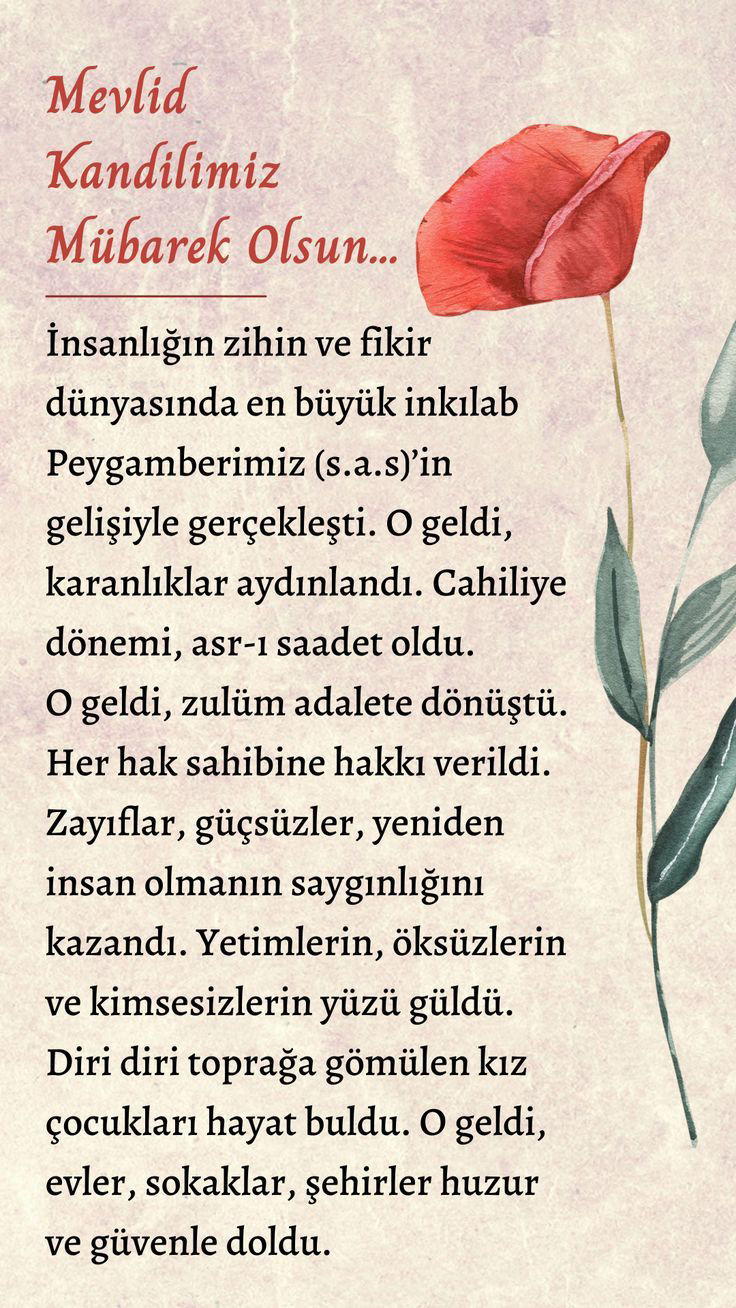 Mevlid
Kandilimiz
Mübarek Olsun...
İnsanlığın zihin ve fikir
dünyasında en büyük inkılab
Peygamberimiz (s.a.s)’in
gelişiyle gerçekleşti. O geldi,
karanlıklar aydınlandı. Cahiliye
dönemi, asr-ı saadet oldu.
O geldi, zulüm adalete dönüştü.
Her hak sahibine hakkı verildi.
Zayıflar, güçsüzler, yeniden
insan olmanın saygınlığını
kazandı. Yetimlerin, öksüzlerin
ve kimsesizlerin yüzü güldü.
Diri diri toprağa gömülen kız
çocukları hayat buldu. O geldi,
evler, sokaklar, şehirler huzur
ve güvenle doldu.